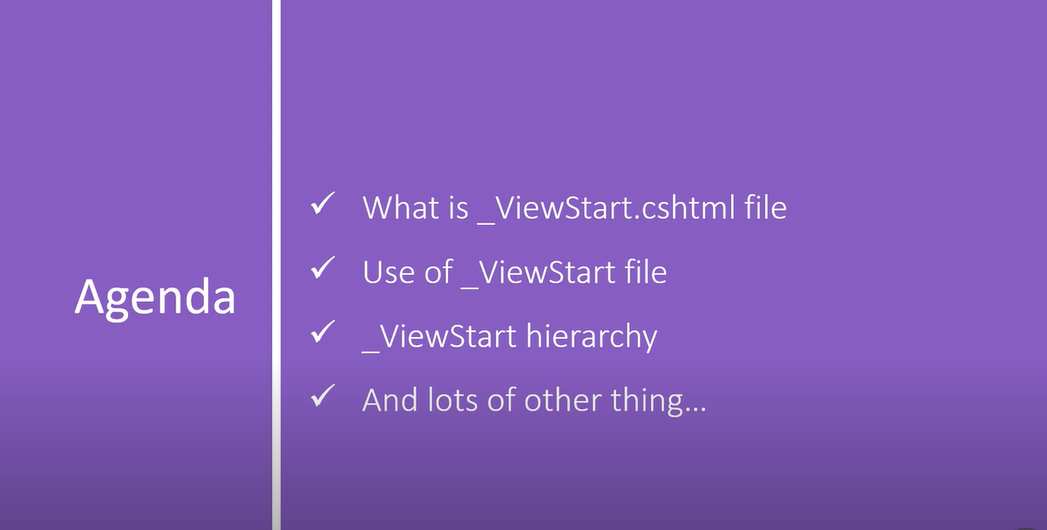 Agenda
What is _ViewStart.cshtml file
Use of _ViewStart file
_ViewStart hierarchy
And lots of other thing...